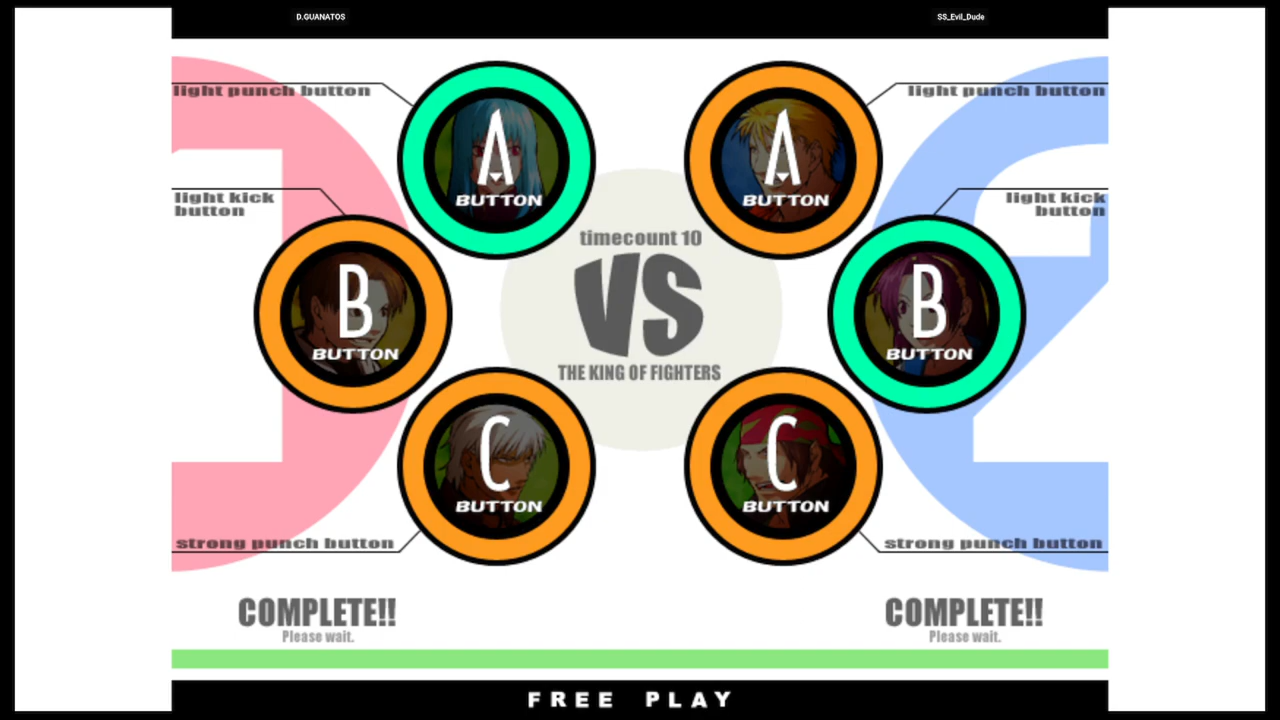 D.GUANATOS
SS_Evil_Dude
light punch button
light punch button
A
BUTTON
A
BUTTON
light kick
button
light kick
button
timecount 10
VS
THE KING OF FIGHTERS
B
BUTTON
B
BUTTON
C
BUTTON
C
BUTTON
strong punch button
strong punch button
COMPLETE!!
Please wait.
COMPLETE!!
Please wait.
FREE PLAY
1
2